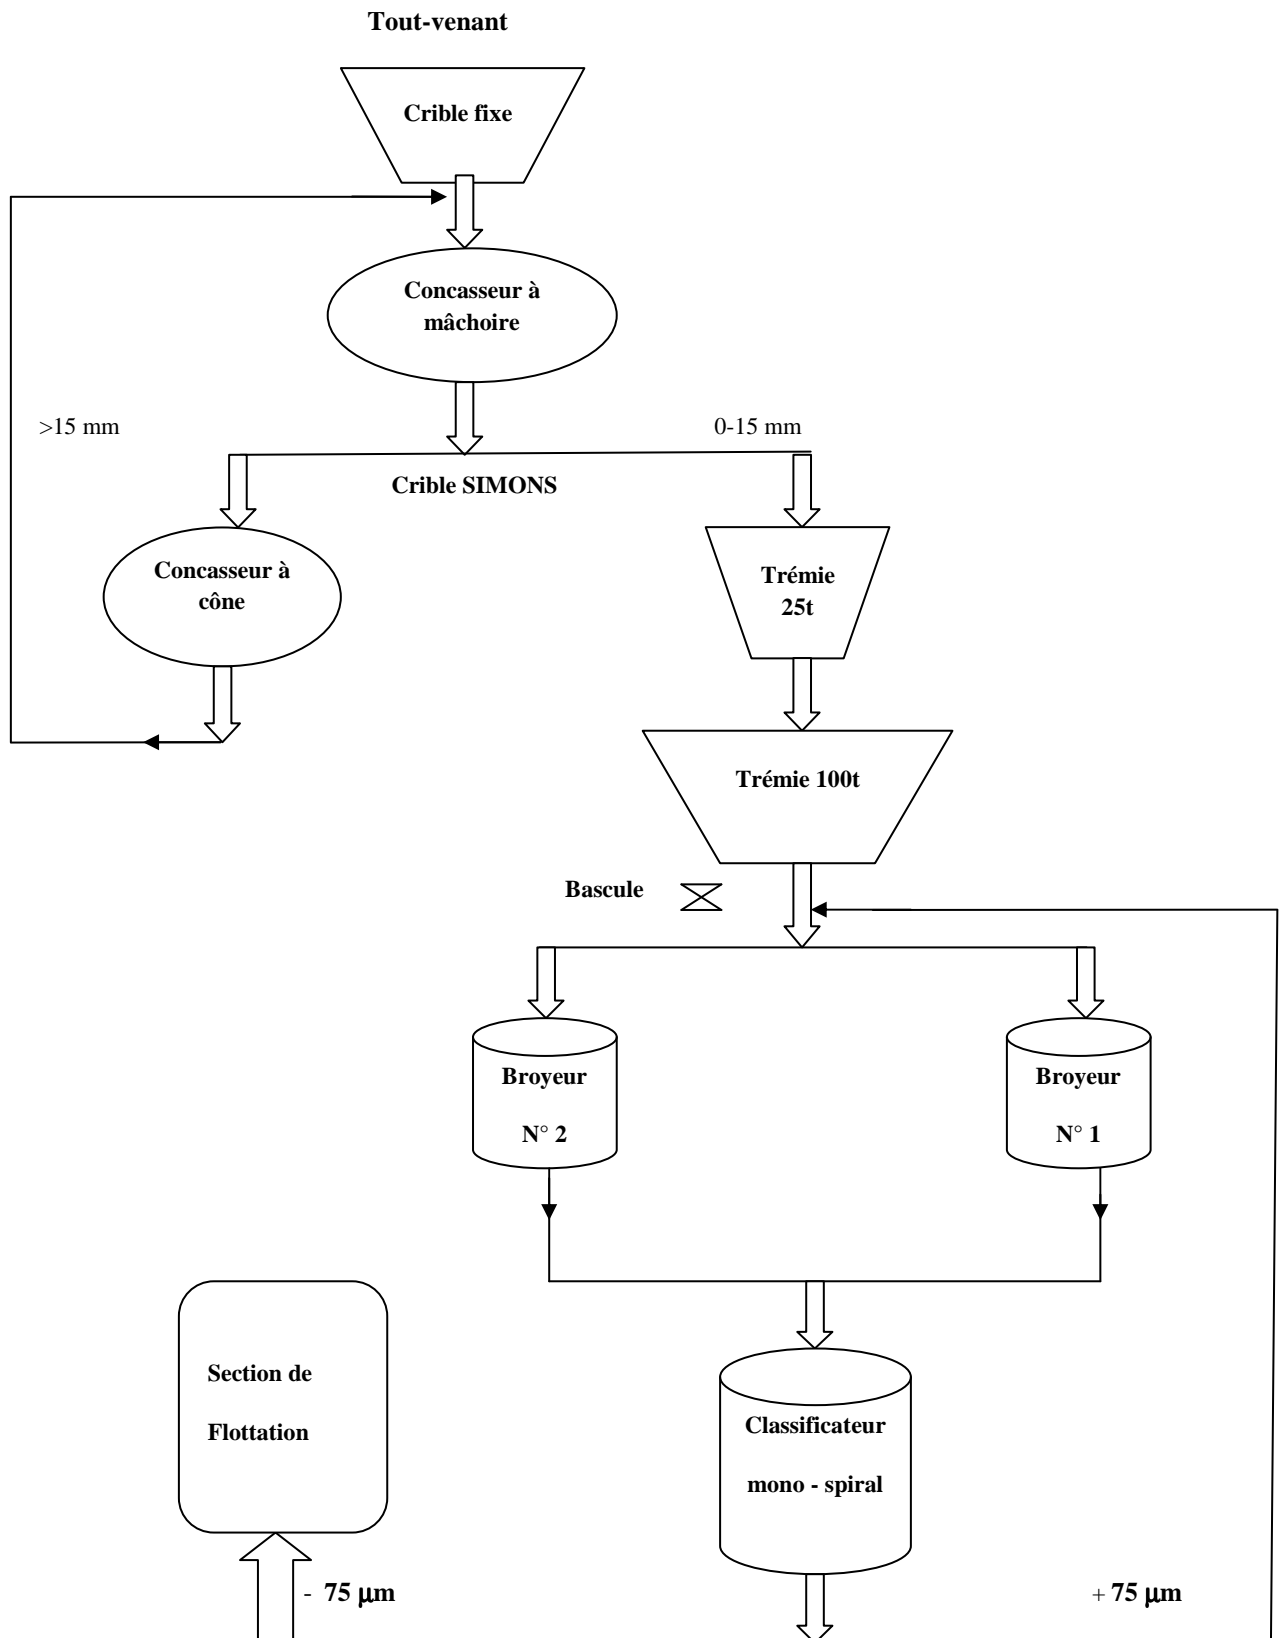 Tout-venant
Crible fixe
Concasseur à
mâchoire
>15 mm
0-15 mm
Crible SIMONS
Concasseur à
cône
Trémie
25t
Trémie 100t
Bascule
Broyeur
N° 2
Broyeur
N° 1
Section de
Flottation
Classificateur
mono - spiral
- 75 µm
+ 75 µm